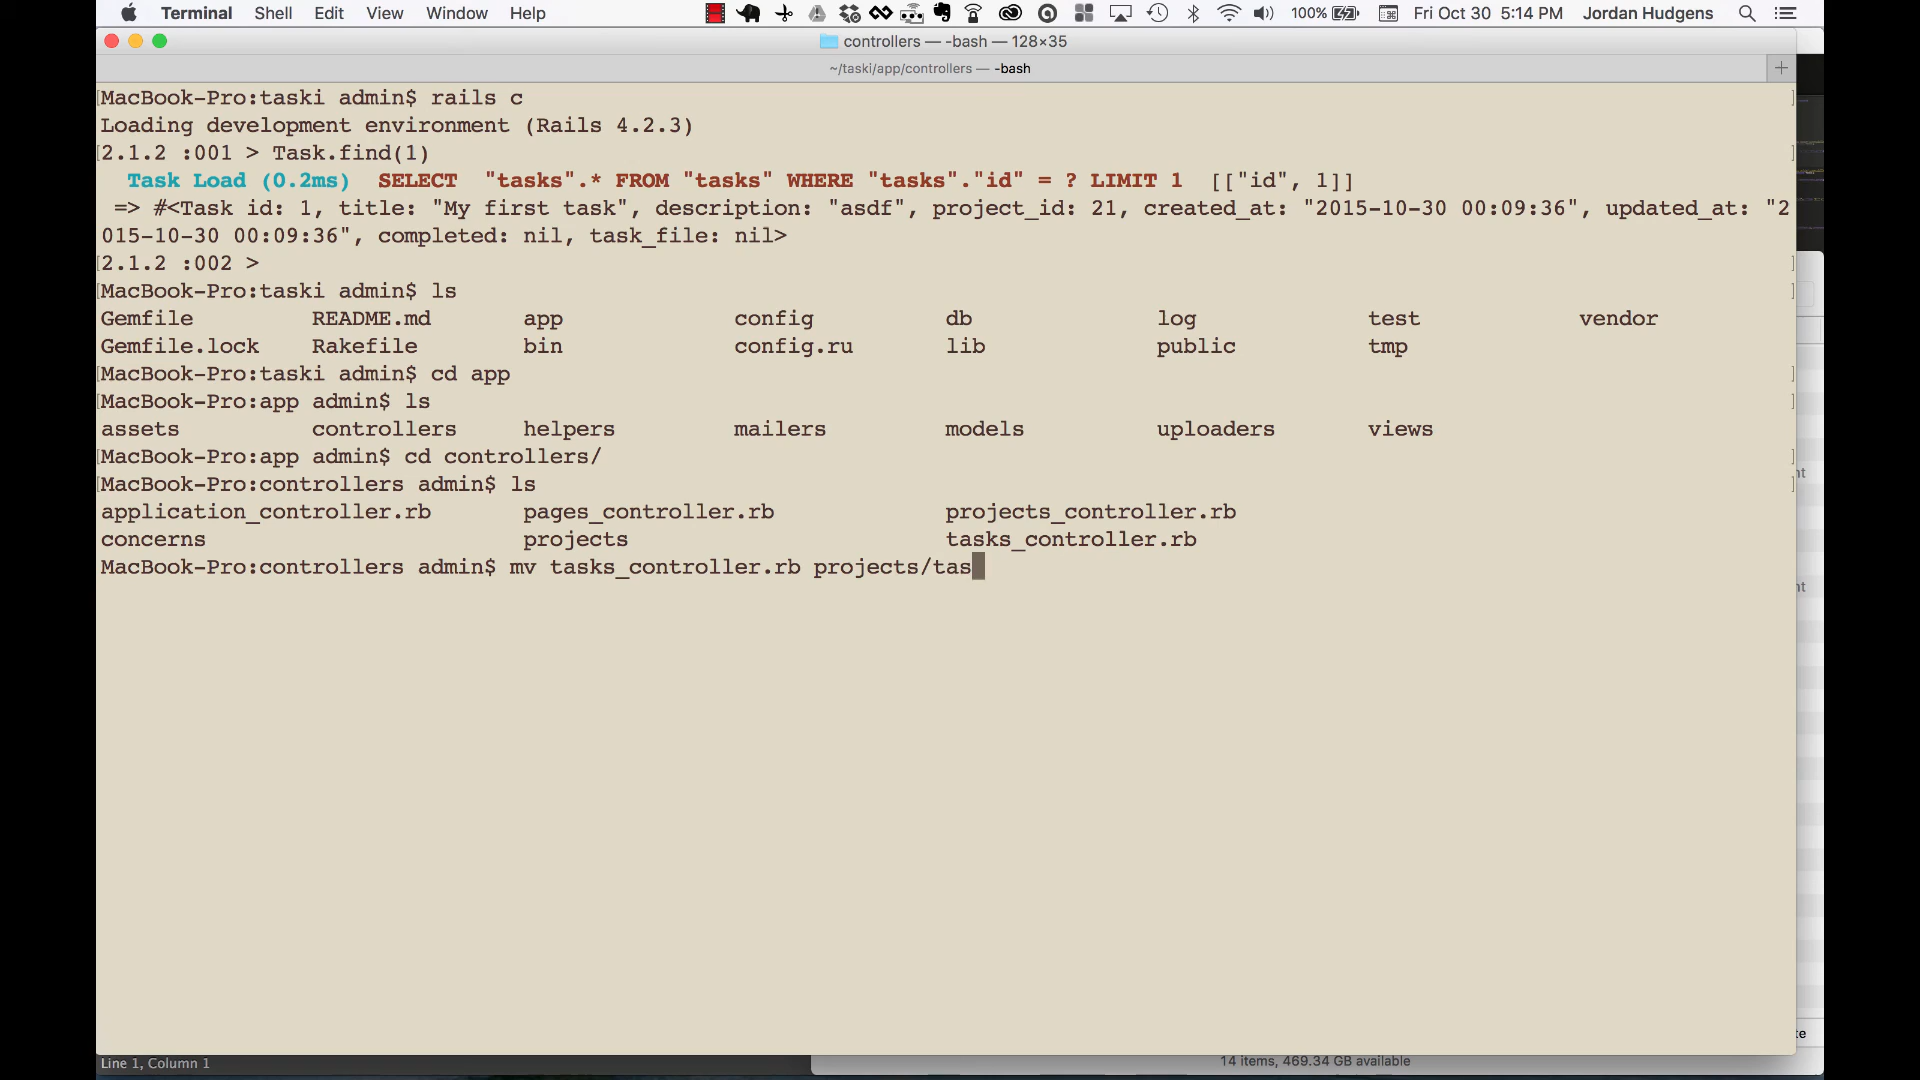 Terminal Shell Edit View Window Help 100% Fri Oct 30 5:14 PM Jordan Hudgens
controllers — -bash — 128×35
~/taski/app/controllers — -bash
MacBook-Pro:taski admin$ rails c
Loading development environment (Rails 4.2.3)
2.1.2 :001 > Task.find(1)
Task Load (0.2ms) SELECT "tasks".* FROM "tasks" WHERE "tasks"."id" = ? LIMIT 1 [["id", 1]]
=> #<Task id: 1, title: "My first task", description: "asdf", project_id: 21, created_at: "2015-10-30 00:09:36", updated_at: "2
015-10-30 00:09:36", completed: nil, task_file: nil>
2.1.2 :002 >
MacBook-Pro:taski admin$ ls
Gemfile README.md app config db log test vendor
Gemfile.lock Rakefile bin config.ru lib public tmp
MacBook-Pro:taski admin$ cd app
MacBook-Pro:app admin$ ls
assets controllers helpers mailers models uploaders views
MacBook-Pro:app admin$ cd controllers/
MacBook-Pro:controllers admin$ ls
application_controller.rb pages_controller.rb projects_controller.rb
concerns projects tasks_controller.rb
MacBook-Pro:controllers admin$ mv tasks_controller.rb projects/tas
Line 1, Column 1
14 items, 469.34 GB available